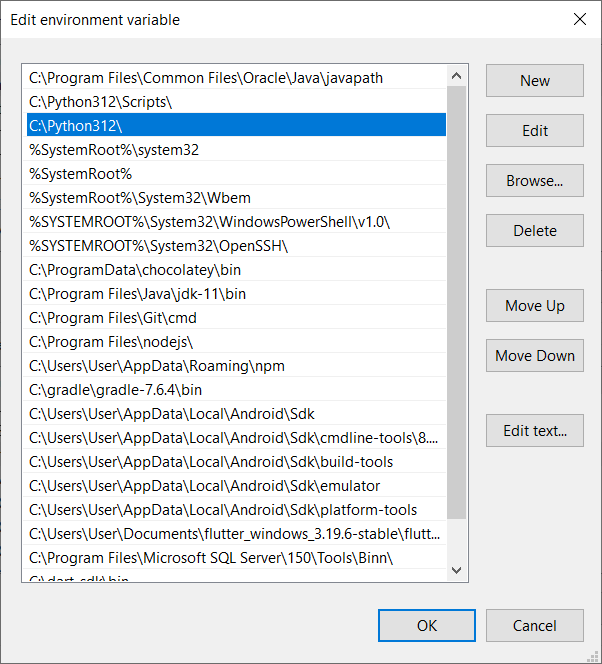 Edit environment variable
C:\Program Files\Common Files\Oracle\Java\javapath
C:\Python312\Scripts\
C:\Python312\
%SystemRoot%\system32
%SystemRoot%
%SystemRoot%\System32\Wbem
%SYSTEMROOT%\System32\WindowsPowerShell\v1.0\
%SYSTEMROOT%\System32\OpenSSH\
C:\ProgramData\chocolatey\bin
C:\Program Files\Java\jdk-11\bin
C:\Program Files\Git\cmd
C:\Program Files\nodejs\
C:\Users\User\AppData\Roaming\npm
C:\gradle\gradle-7.6.4\bin
C:\Users\User\AppData\Local\Android\Sdk
C:\Users\User\AppData\Local\Android\Sdk\cmdline-tools\8....
C:\Users\User\AppData\Local\Android\Sdk\build-tools
C:\Users\User\AppData\Local\Android\Sdk\emulator
C:\Users\User\AppData\Local\Android\Sdk\platform-tools
C:\Users\User\Documents\flutter_windows_3.19.6-stable\flutt...
C:\Program Files\Microsoft SQL Server\150\Tools\Binn\
C:\dart-sdk\bin
New
Edit
Browse...
Delete
Move Up
Move Down
Edit text...
OK
Cancel